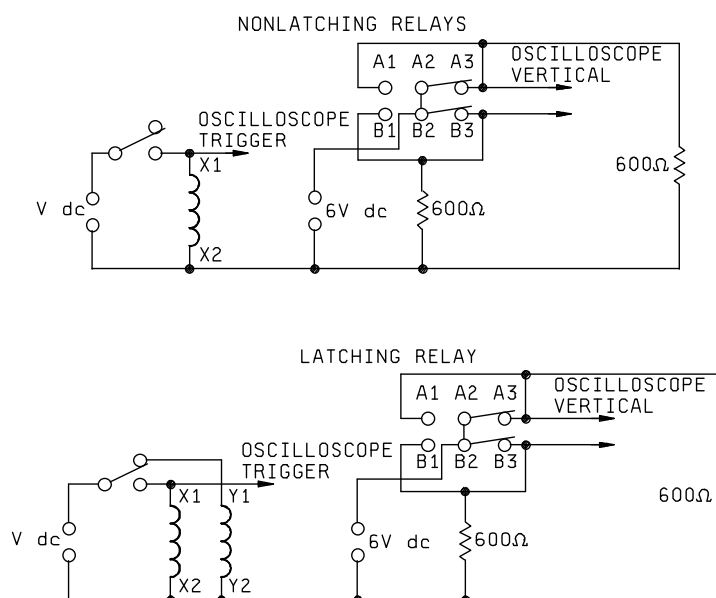 NONLATCHING RELAYS
OSCILLOSCOPE
VERTICAL
A1 A2 A3
OSCILLOSCOPE
TRIGGER
B1 B2 B3
X1
600Ω
V dc
6V dc
600Ω
X2
LATCHING RELAY
OSCILLOSCOPE
VERTICAL
A1 A2 A3
OSCILLOSCOPE
TRIGGER
B1 B2 B3
X1 Y1
600Ω
V dc
6V dc
600Ω
X2 Y2